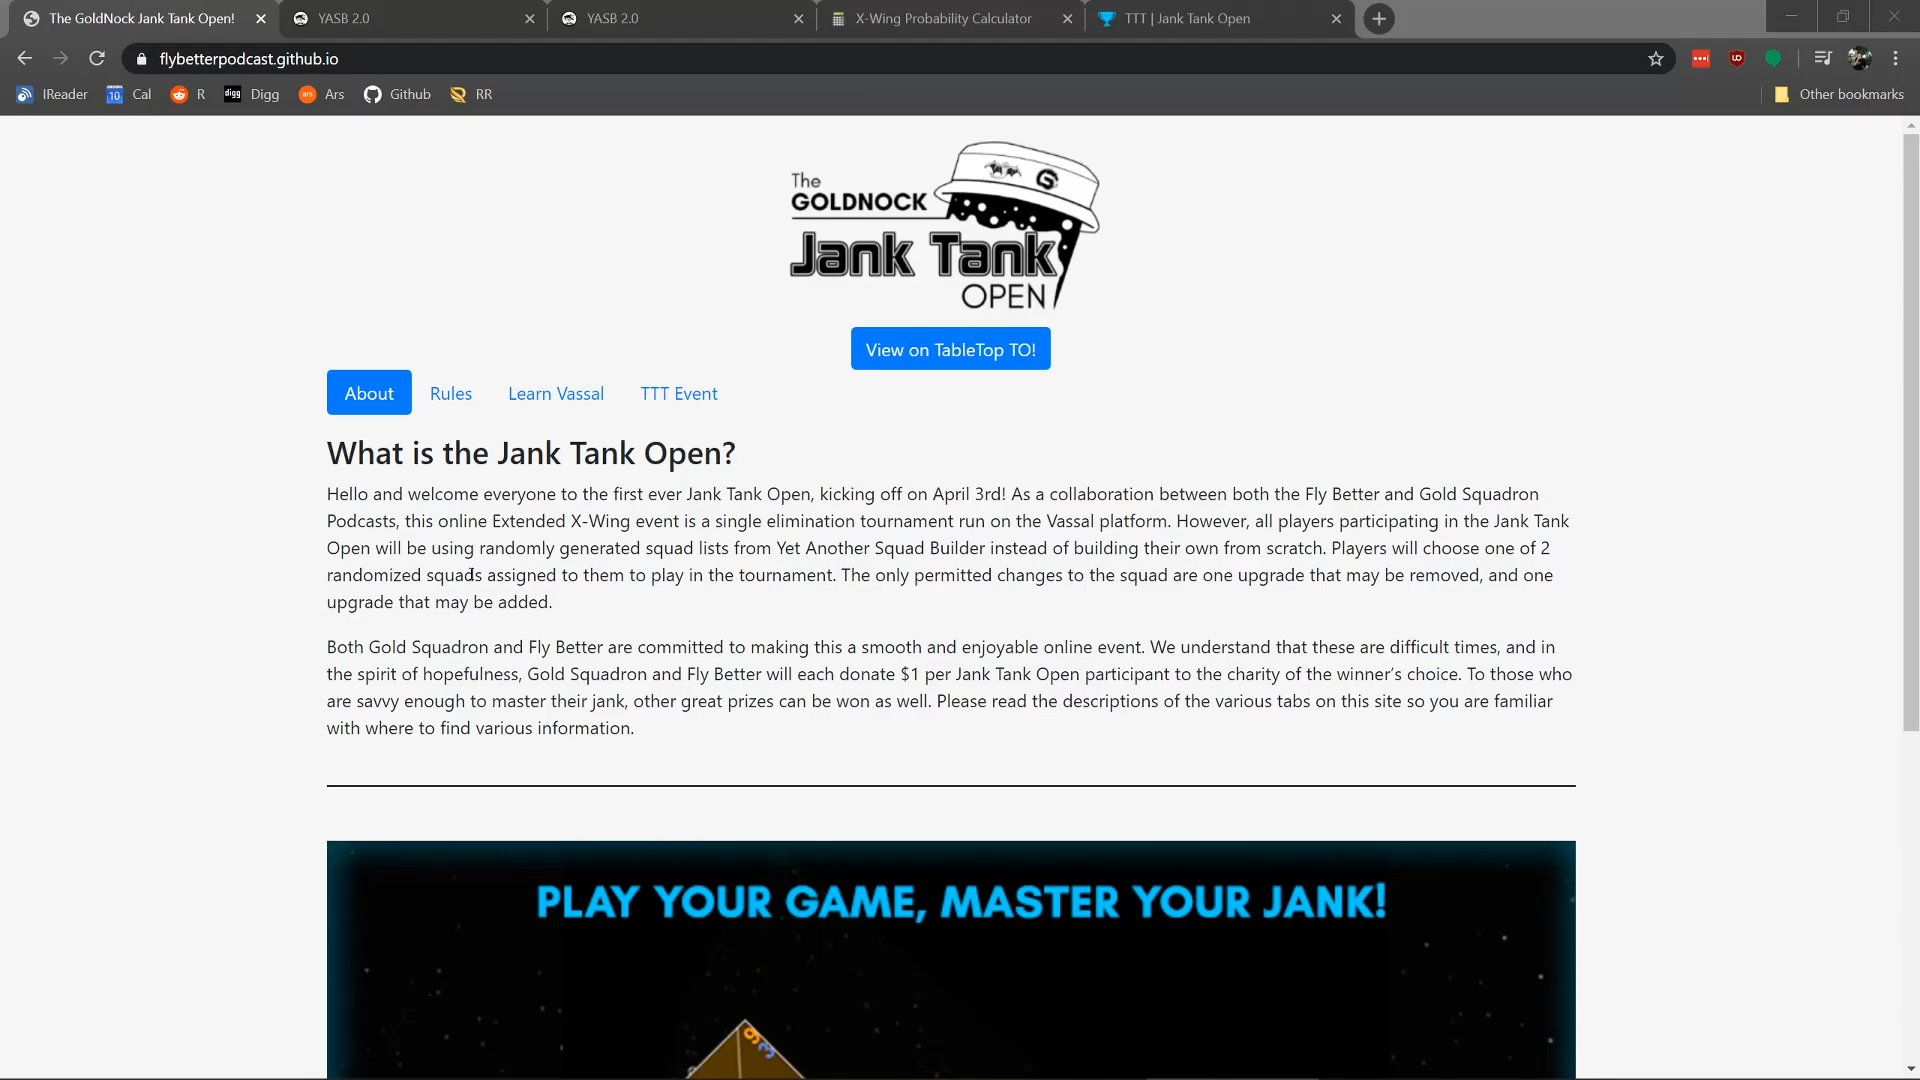 The GoldNock Jank Tank Open!
YASB 2.0
YASB 2.0
X-Wing Probability Calculator
TTT | Jank Tank Open
flybetterpodcast.github.io
IReader
10
Cal
R
digg
Digg
ars
Ars
Github
RR
Other bookmarks
The
GOLDNOCK
Jank Tank
OPEN
View on TableTop TO!
About
Rules
Learn Vassal
TTT Event
What is the Jank Tank Open?
Hello and welcome everyone to the first ever Jank Tank Open, kicking off on April 3rd! As a collaboration between both the Fly Better and Gold Squadron
Podcasts, this online Extended X-Wing event is a single elimination tournament run on the Vassal platform. However, all players participating in the Jank Tank
Open will be using randomly generated squad lists from Yet Another Squad Builder instead of building their own from scratch. Players will choose one of 2
randomized squads assigned to them to play in the tournament. The only permitted changes to the squad are one upgrade that may be removed, and one
upgrade that may be added.
Both Gold Squadron and Fly Better are committed to making this a smooth and enjoyable online event. We understand that these are difficult times, and in
the spirit of hopefulness, Gold Squadron and Fly Better will each donate $1 per Jank Tank Open participant to the charity of the winner’s choice. To those who
are savvy enough to master their jank, other great prizes can be won as well. Please read the descriptions of the various tabs on this site so you are familiar
with where to find various information.
PLAY YOUR GAME, MASTER YOUR JANK!